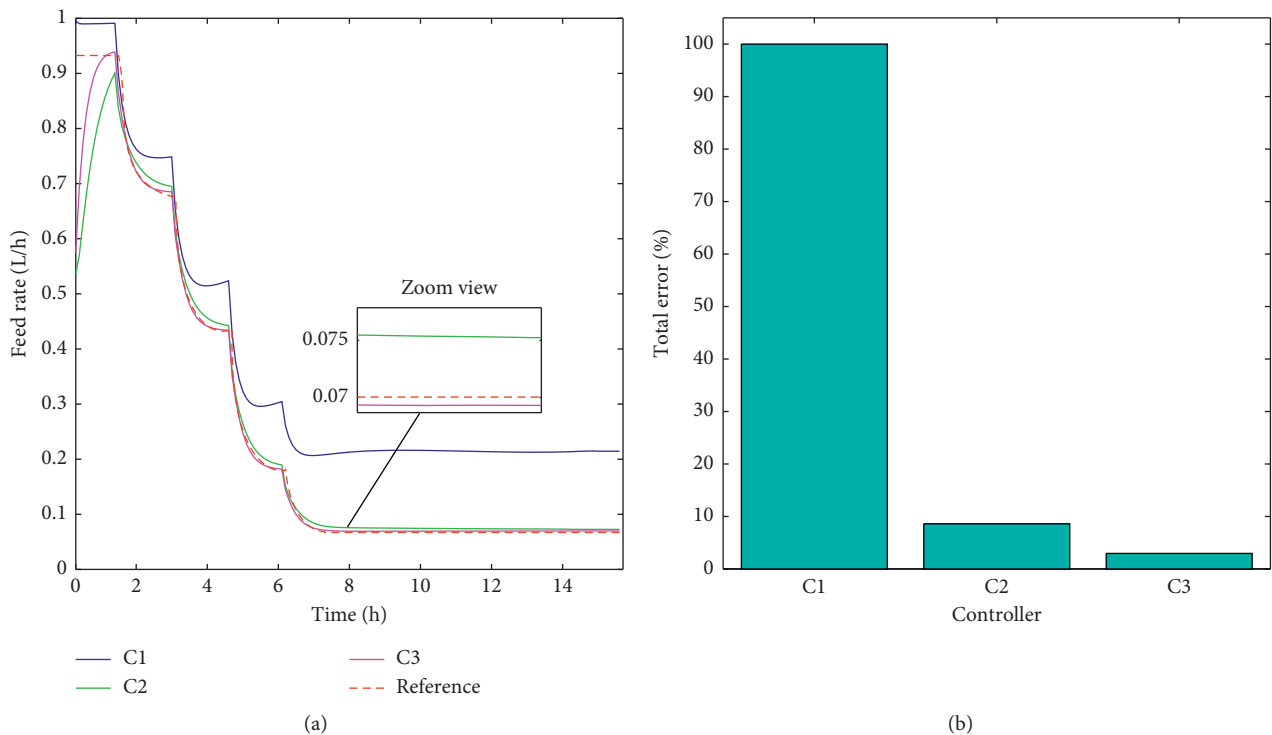 1
0.9
0.8
0.7
0.6
0.5
0.4
0.3
0.2
0.1
0
Feed rate (L/h)
Zoom view
0.075
0.07
0 2 4 6 8 10 12 14
Time (h)
C1 C3
C2 Reference
(a)
100
90
80
70
60
50
40
30
20
10
0
Total error (%)
C1 C2 C3
Controller
(b)